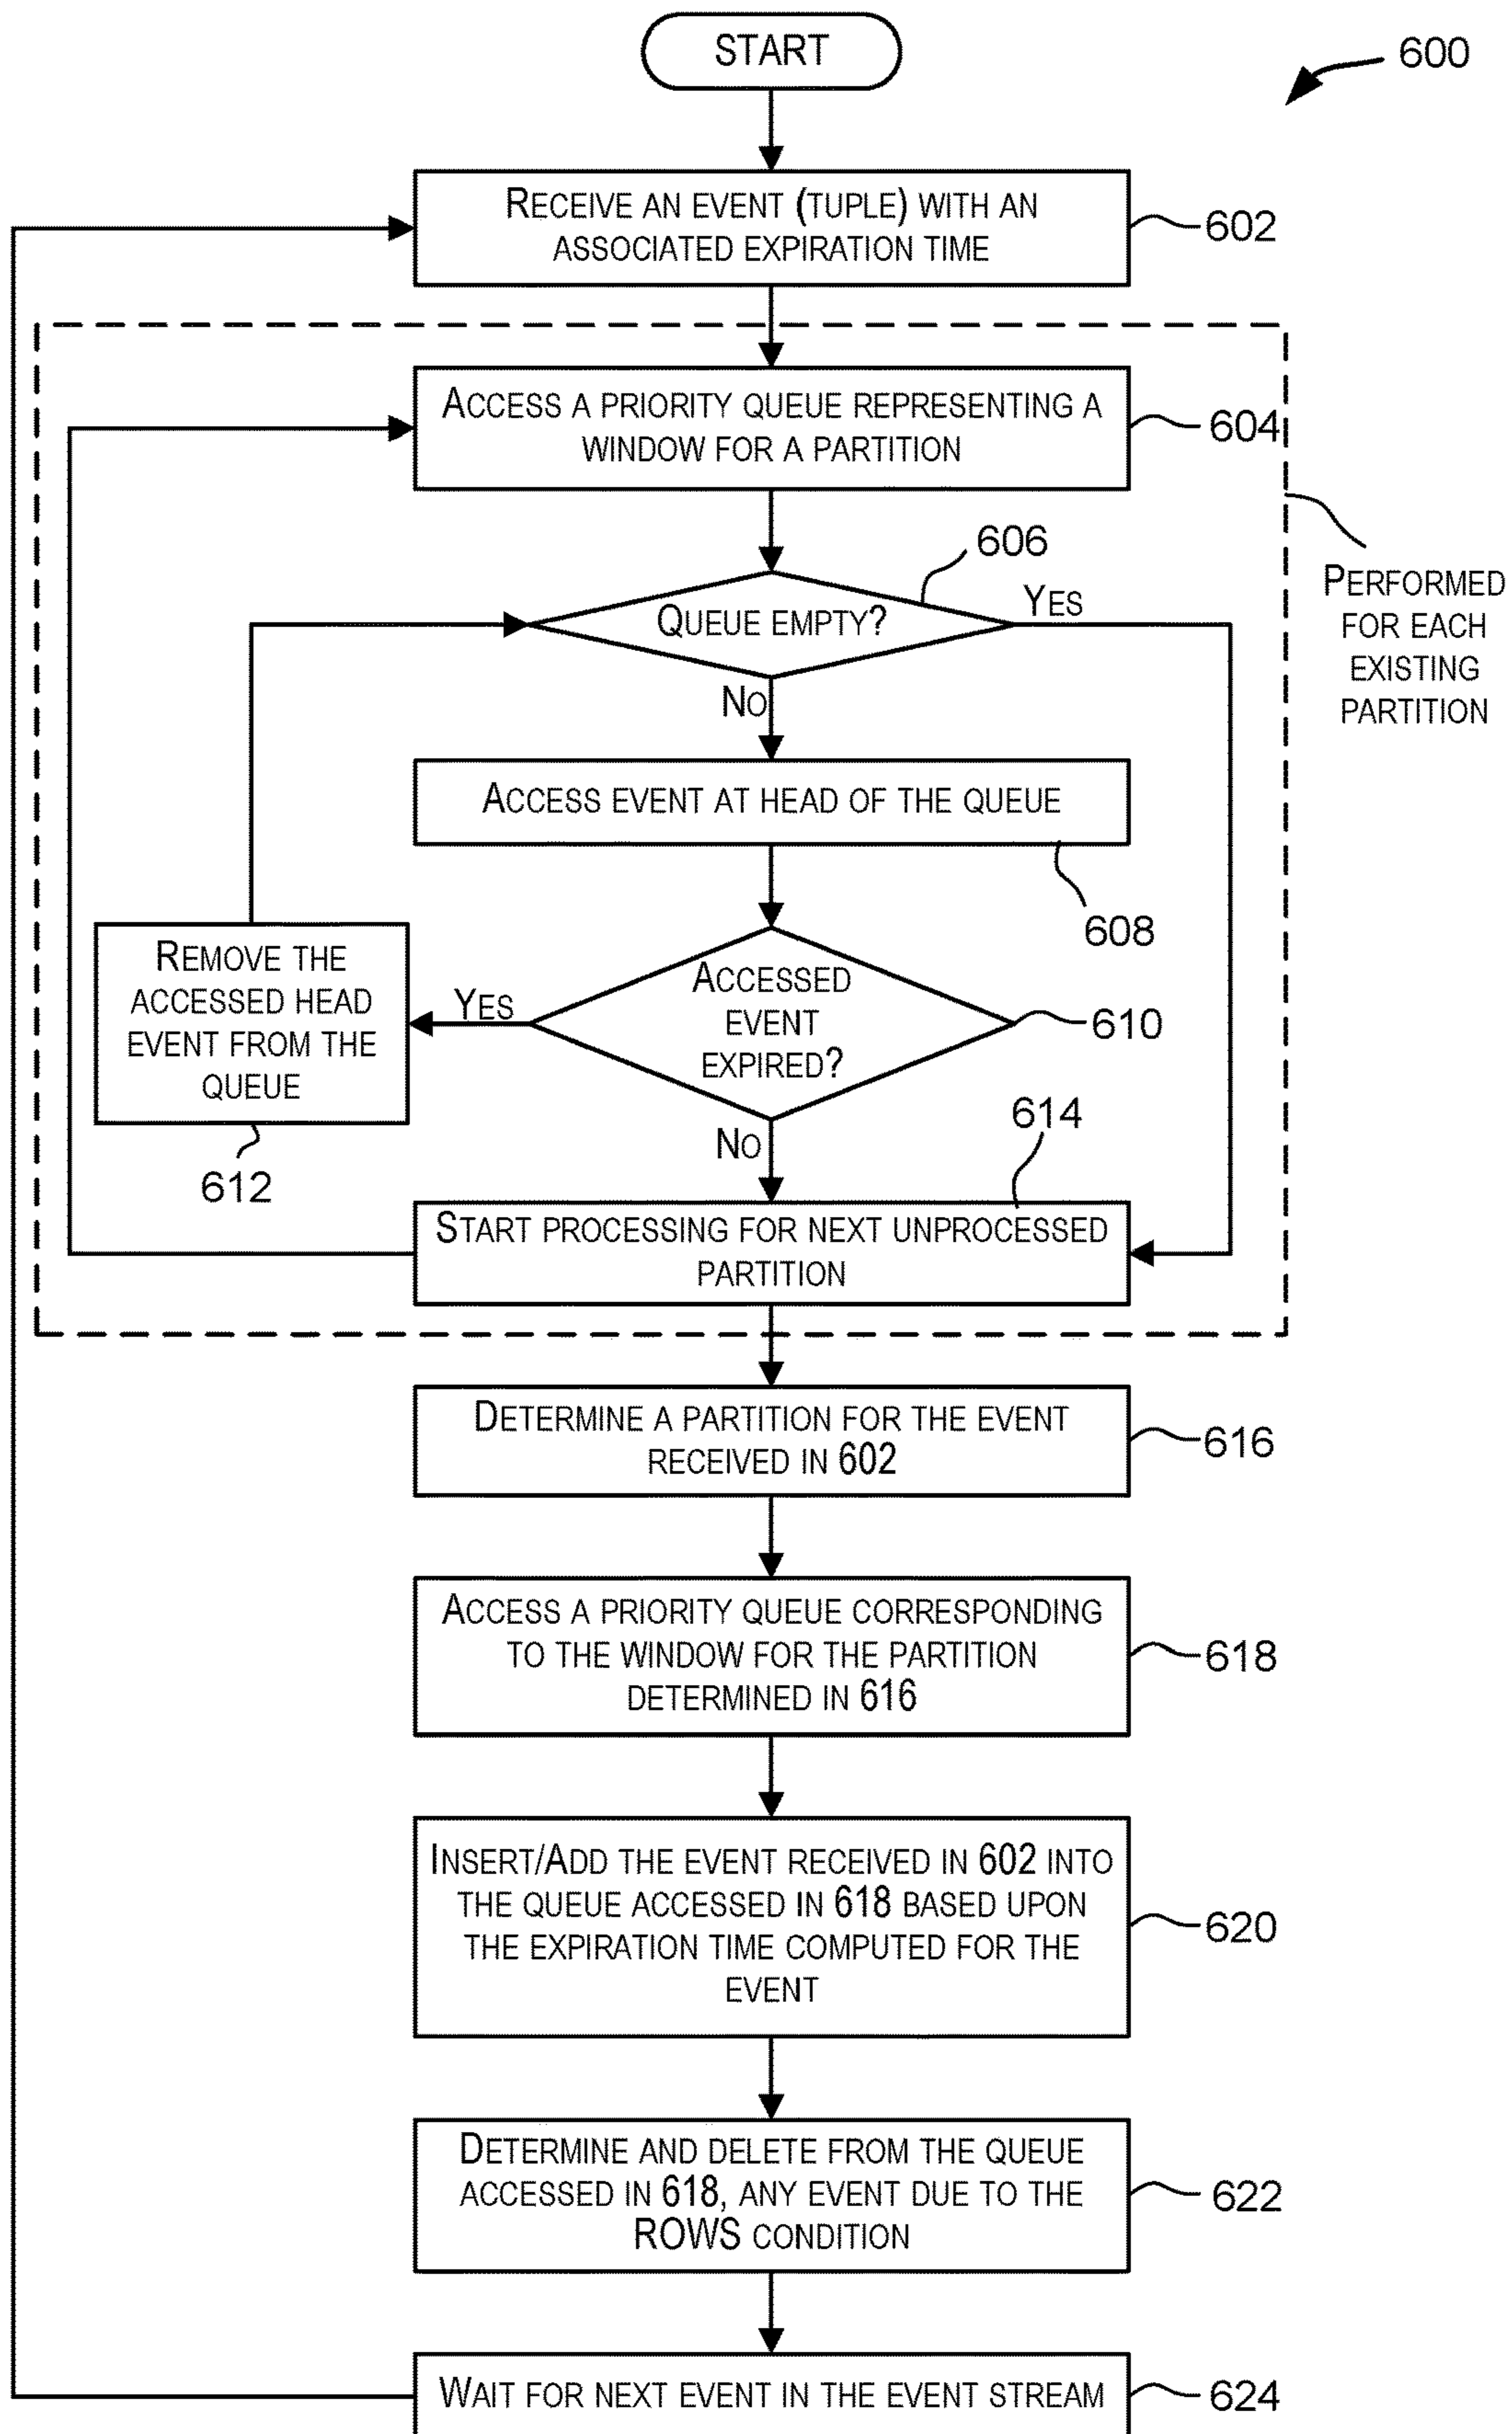 START
600
RECEIVE AN EVENT (TUPLE) WITH AN
ASSOCIATED EXPIRATION TIME
602
ACCESS A PRIORITY QUEUE REPRESENTING A
WINDOW FOR A PARTITION
604
606
QUEUE EMPTY?
YES
NO
PERFORMED
FOR EACH
EXISTING
PARTITION
ACCESS EVENT AT HEAD OF THE QUEUE
608
ACCESSED
EVENT
EXPIRED?
610
YES
NO
REMOVE THE
ACCESSED HEAD
EVENT FROM THE
QUEUE
612
614
START PROCESSING FOR NEXT UNPROCESSED
PARTITION
DETERMINE A PARTITION FOR THE EVENT
RECEIVED IN 602
616
ACCESS A PRIORITY QUEUE CORRESPONDING
TO THE WINDOW FOR THE PARTITION
DETERMINED IN 616
618
INSERT/ADD THE EVENT RECEIVED IN 602 INTO
THE QUEUE ACCESSED IN 618 BASED UPON
THE EXPIRATION TIME COMPUTED FOR THE
EVENT
620
DETERMINE AND DELETE FROM THE QUEUE
ACCESSED IN 618, ANY EVENT DUE TO THE
ROWS CONDITION
622
WAIT FOR NEXT EVENT IN THE EVENT STREAM
624